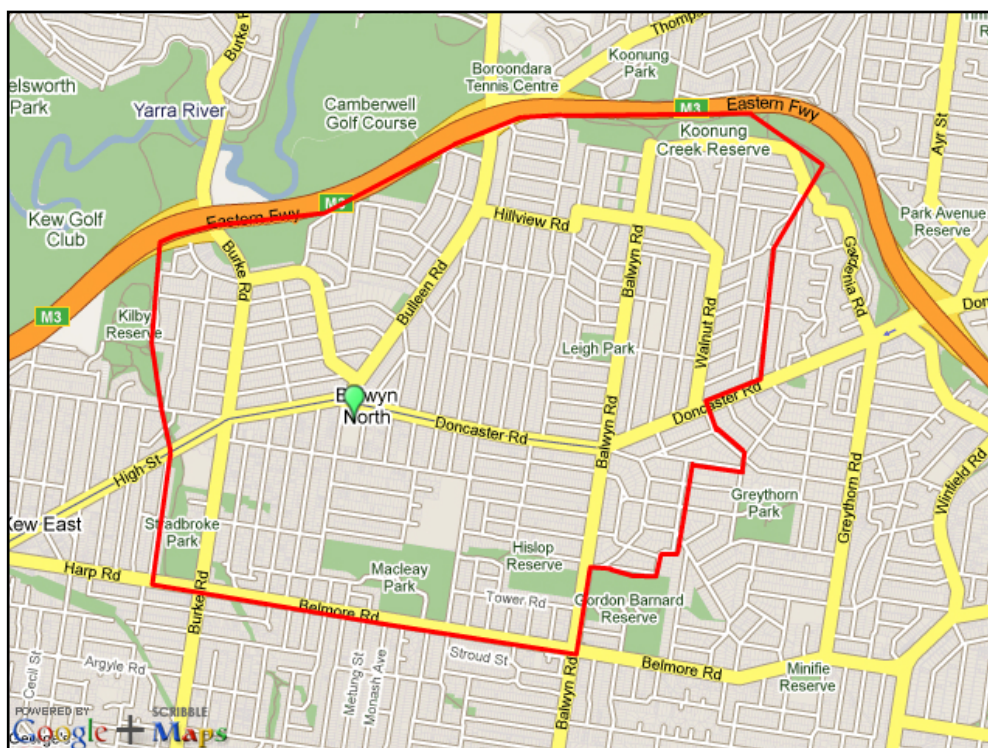 Burke Rd
Thomps
elsworth
Park
Yarra River
Camberwell
Golf Course
Boroondara
Tennis Centre
Koonung
Park
M3
Eastern Fwy
Koonung
Creek Reserve
Ayr St
Kew Golf
Club
Eastern Fwy
Hillview Rd
Park Avenue
Reserve
Burke Rd
Bulleen Rd
Balwyn Rd
Gardenia Rd
M3
Kilby
Reserve
Leigh Park
Walnut Rd
Balwyn
North
Doncaster Rd
Doncaster Rd
High St
Balwyn Rd
Greythorn Rd
Winfield Rd
Greythorn
Park
Kew East
Stradbroke
Park
Harp Rd
Macleay
Park
Hislop
Reserve
Tower Rd
Gordon Barnard
Reserve
Burke Rd
Belmore Rd
Stroud St
Belmore Rd
Minifie
Reserve
Cecil St
Argyle Rd
Metung St
Monash Ave
Balwyn Rd
POWERED BY
Google + SCRIBBLE Maps